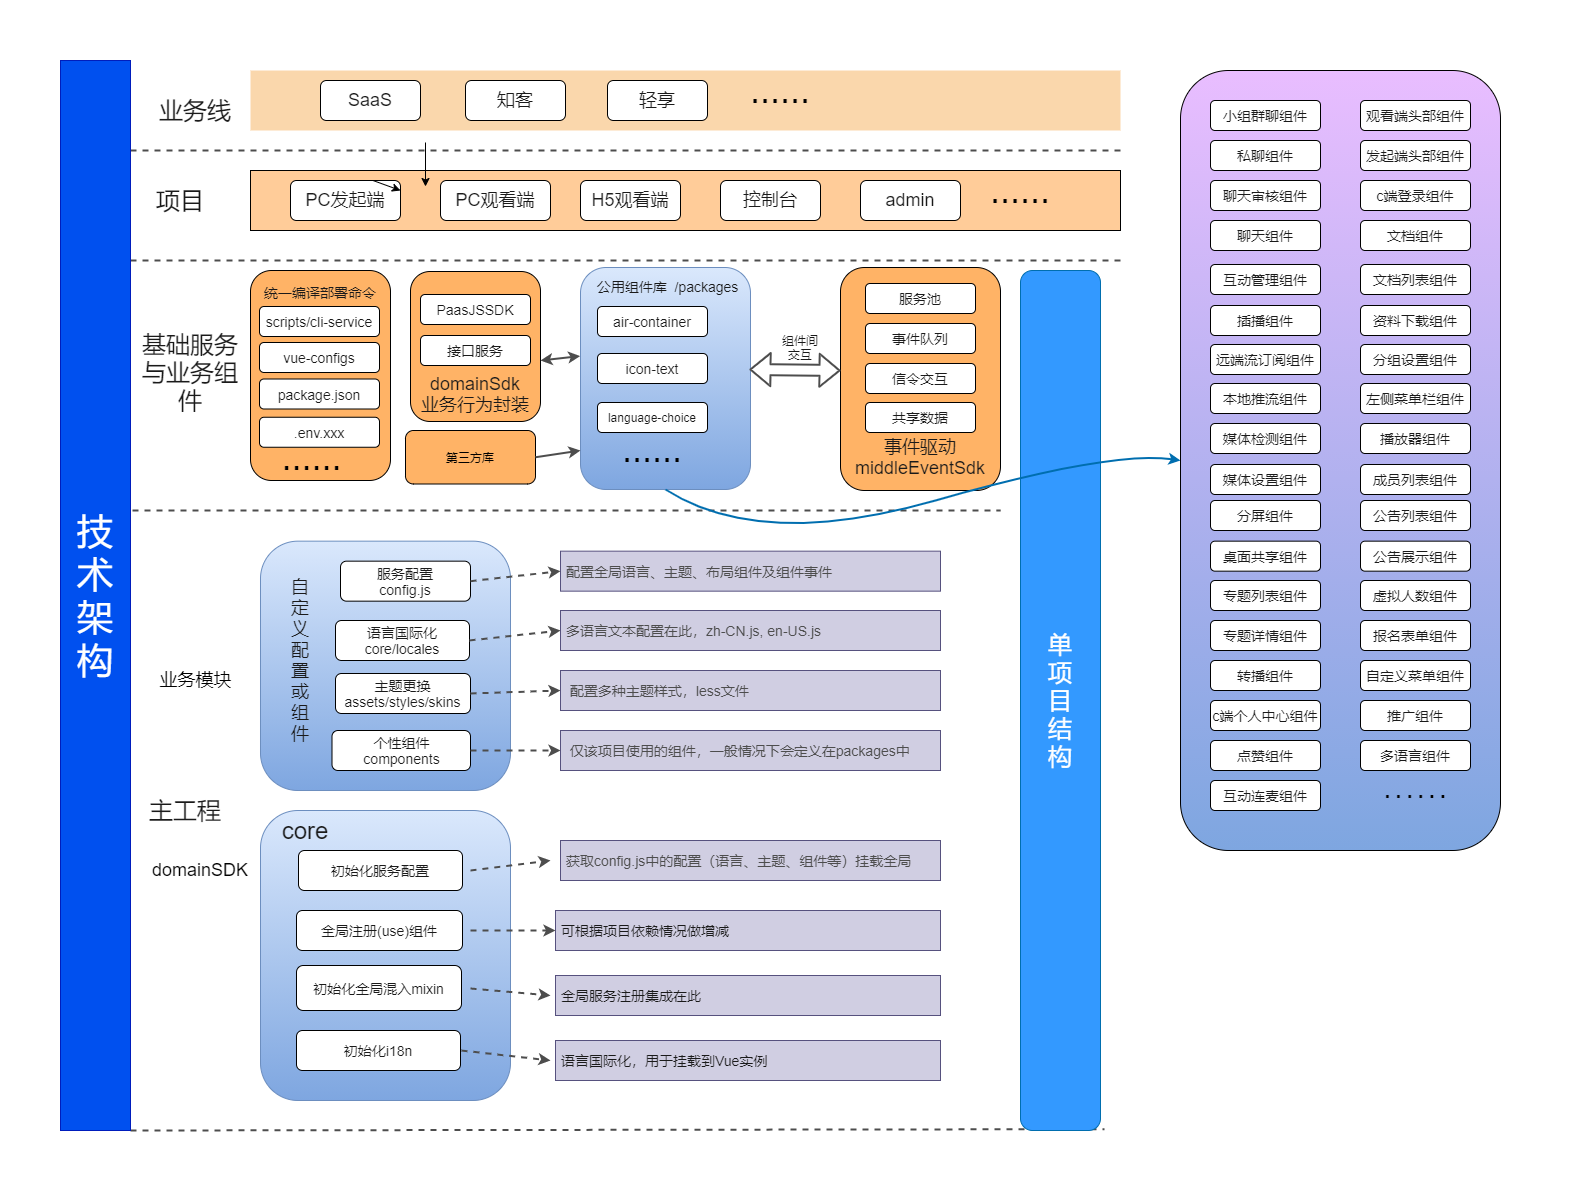 技术架构
业务线
SaaS
知客
轻享
······
项目
PC发起端
PC观看端
H5观看端
控制台
admin
······
基础服务
与业务组
件
统一编译部署命令
scripts/cli-service
vue-configs
package.json
.env.xxx
······
PaasJSSDK
接口服务
domainSdk
业务行为封装
第三方库
公用组件库 /packages
air-container
icon-text
language-choice
······
组件间
交互
服务池
事件队列
信令交互
共享数据
事件驱动
middleEventSdk
单项目结构
业务模块
自定义配置或组件
服务配置
config.js
配置全局语言、主题、布局组件及组件事件
语言国际化
core/locales
多语言文本配置在此，zh-CN.js, en-US.js
主题更换
assets/styles/skins
配置多种主题样式，less文件
个性组件
components
仅该项目使用的组件，一般情况下会定义在packages中
主工程
domainSDK
core
初始化服务配置
获取config.js中的配置（语言、主题、组件等）挂载全局
全局注册(use)组件
可根据项目依赖情况做增减
初始化全局混入mixin
全局服务注册集成在此
初始化i18n
语言国际化，用于挂载到Vue实例
小组群聊组件
观看端头部组件
私聊组件
发起端头部组件
聊天审核组件
c端登录组件
聊天组件
文档组件
互动管理组件
文档列表组件
插播组件
资料下载组件
远端流订阅组件
分组设置组件
本地推流组件
左侧菜单栏组件
媒体检测组件
播放器组件
媒体设置组件
成员列表组件
分屏组件
公告列表组件
桌面共享组件
公告展示组件
专题列表组件
虚拟人数组件
专题详情组件
报名表单组件
转播组件
自定义菜单组件
c端个人中心组件
推广组件
点赞组件
多语言组件
互动连麦组件
······